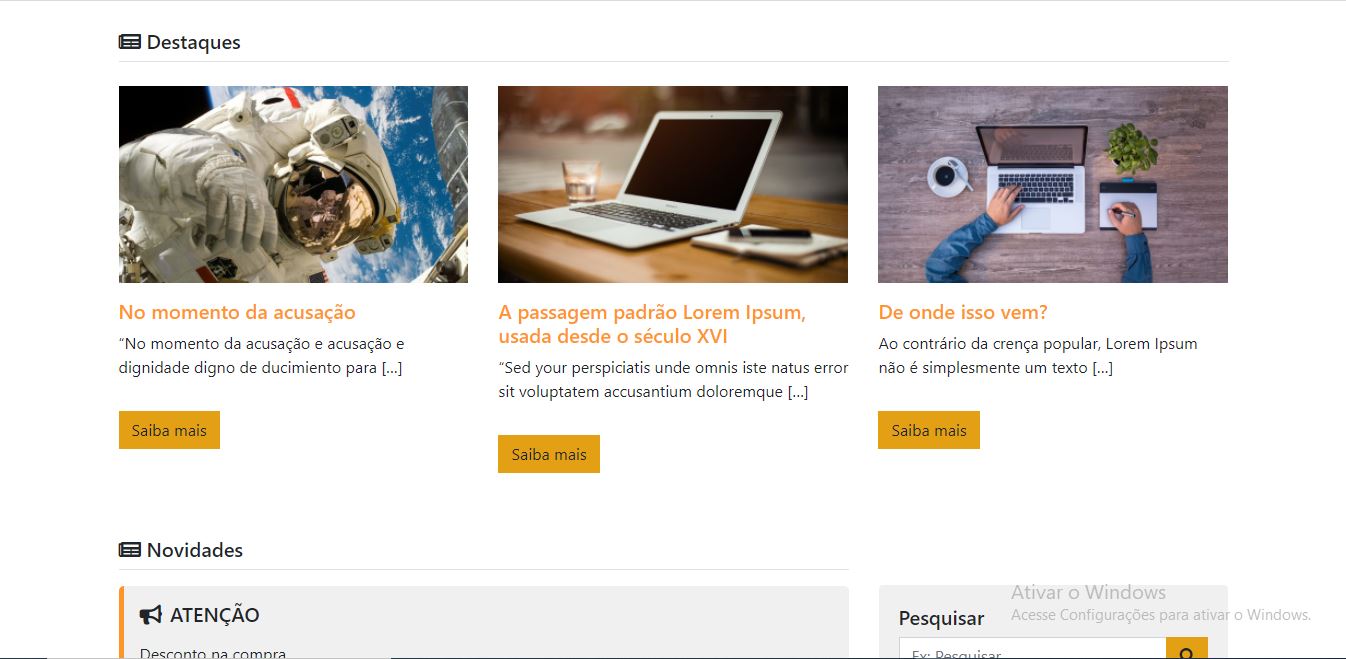 Destaques
No momento da acusação
“No momento da acusação e acusação e
dignidade digno de ducimiento para [...]
Saiba mais
A passagem padrão Lorem Ipsum,
usada desde o século XVI
“Sed your perspiciatis unde omnis iste natus error
sit voluptatem accusantium doloremque [...]
Saiba mais
De onde isso vem?
Ao contrário da crença popular, Lorem Ipsum
não é simplesmente um texto [...]
Saiba mais
Novidades
ATENÇÃO
Desconto na compra
Pesquisar
Ex: Pesquisar
Ativar o Windows
Acesse Configurações para ativar o Windows.